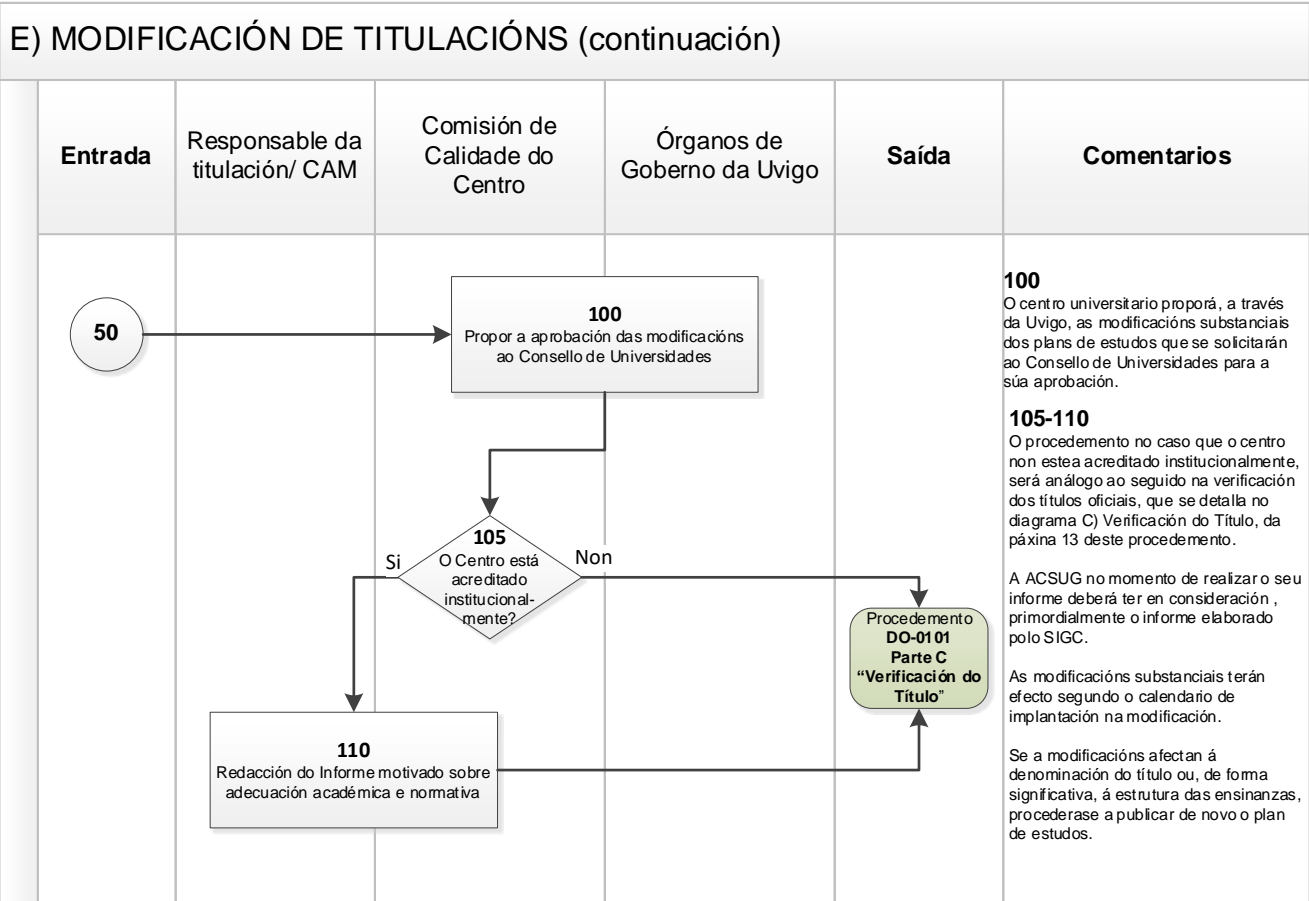 E) MODIFICACIÓN DE TITULACIÓNS (continuación)
Entrada
Responsable da
titulación/ CAM
Comisión de
Calidade do
Centro
Órganos de
Goberno da Uvigo
Saída
Comentarios
50
100
Propor a aprobación das modificacións
ao Consello de Universidades
105
O Centro está
acreditado
institucional-
mente?
Si
Non
Procedemento
DO-0101
Parte C
“Verificación do
Título”
110
Redacción do Informe motivado sobre
adecuación académica e normativa
100
O centro universitario proporá, a través
da Uvigo, as modificacións substanciais
dos plans de estudos que se solicitarán
ao Consello de Universidades para a
súa aprobación.
105-110
O procedemento no caso que o centro
non estea acreditado institucionalmente,
será análogo ao seguido na verificación
dos títulos oficiais, que se detalla no
diagrama C) Verificación do Título, da
páxina 13 deste procedemento.
A ACSUG no momento de realizar o seu
informe deberá ter en consideración ,
primordialmente o informe elaborado
polo SIGC.
As modificacións substanciais terán
efecto segundo o calendario de
implantación na modificación.
Se a modificacións afectan á
denominación do título ou, de forma
significativa, á estrutura das ensinanzas,
procederase a publicar de novo o plan
de estudos.